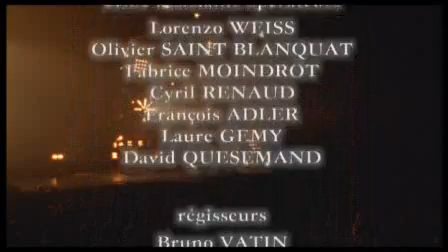 Lorenzo WEISS
Olivier SAINT BLANQUAT
Fabrice MOINDROT
Cyril RENAUD
François ADLER
Laure GEMY
David QUESEMAND
régisseurs
Bruno VATIN